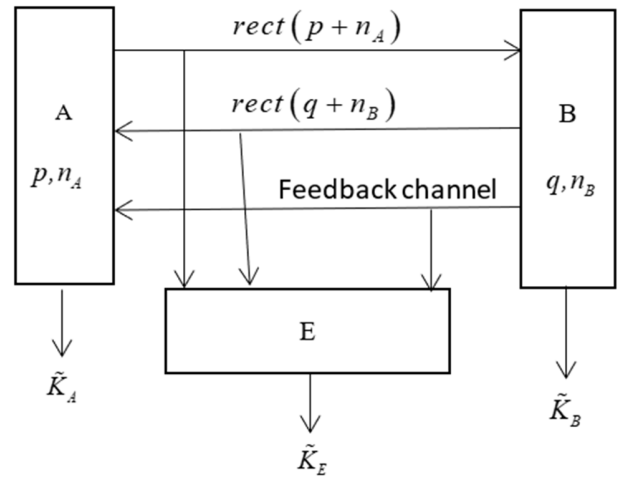 rect(p + n_A)
A
B
rect(q + n_B)
p,n_A
q,n_B
Feedback channel
E
K̃_A
K̃_B
K̃_E